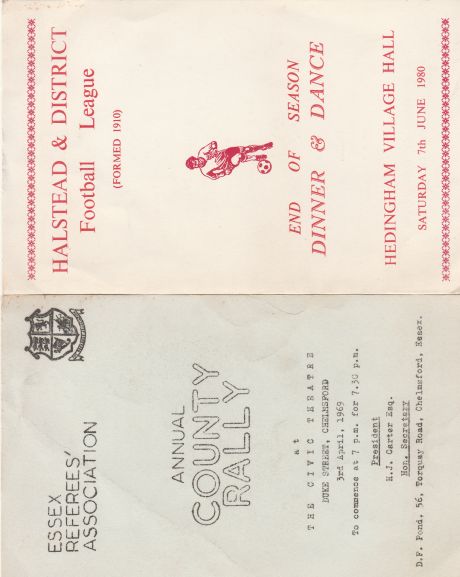 HALSTEAD & DISTRICT
Football League
(FORMED 1910)
END OF SEASON
DINNER & DANCE
HEDINGHAM VILLAGE HALL
SATURDAY 7th JUNE 1980
ESSEX
REFEREES'
ASSOCIATION
ANNUAL
COUNTY
RALLY
at
THE CIVIC THEATRE
DUKE STREET, CHELMSFORD
3rd April, 1969
To commence at 7 p.m. for 7.30 p.m.
President
H.J. Carter Esq.
Hon. Secretary
D.F. Pond, 56, Torquay Road, Chelmsford, Essex.